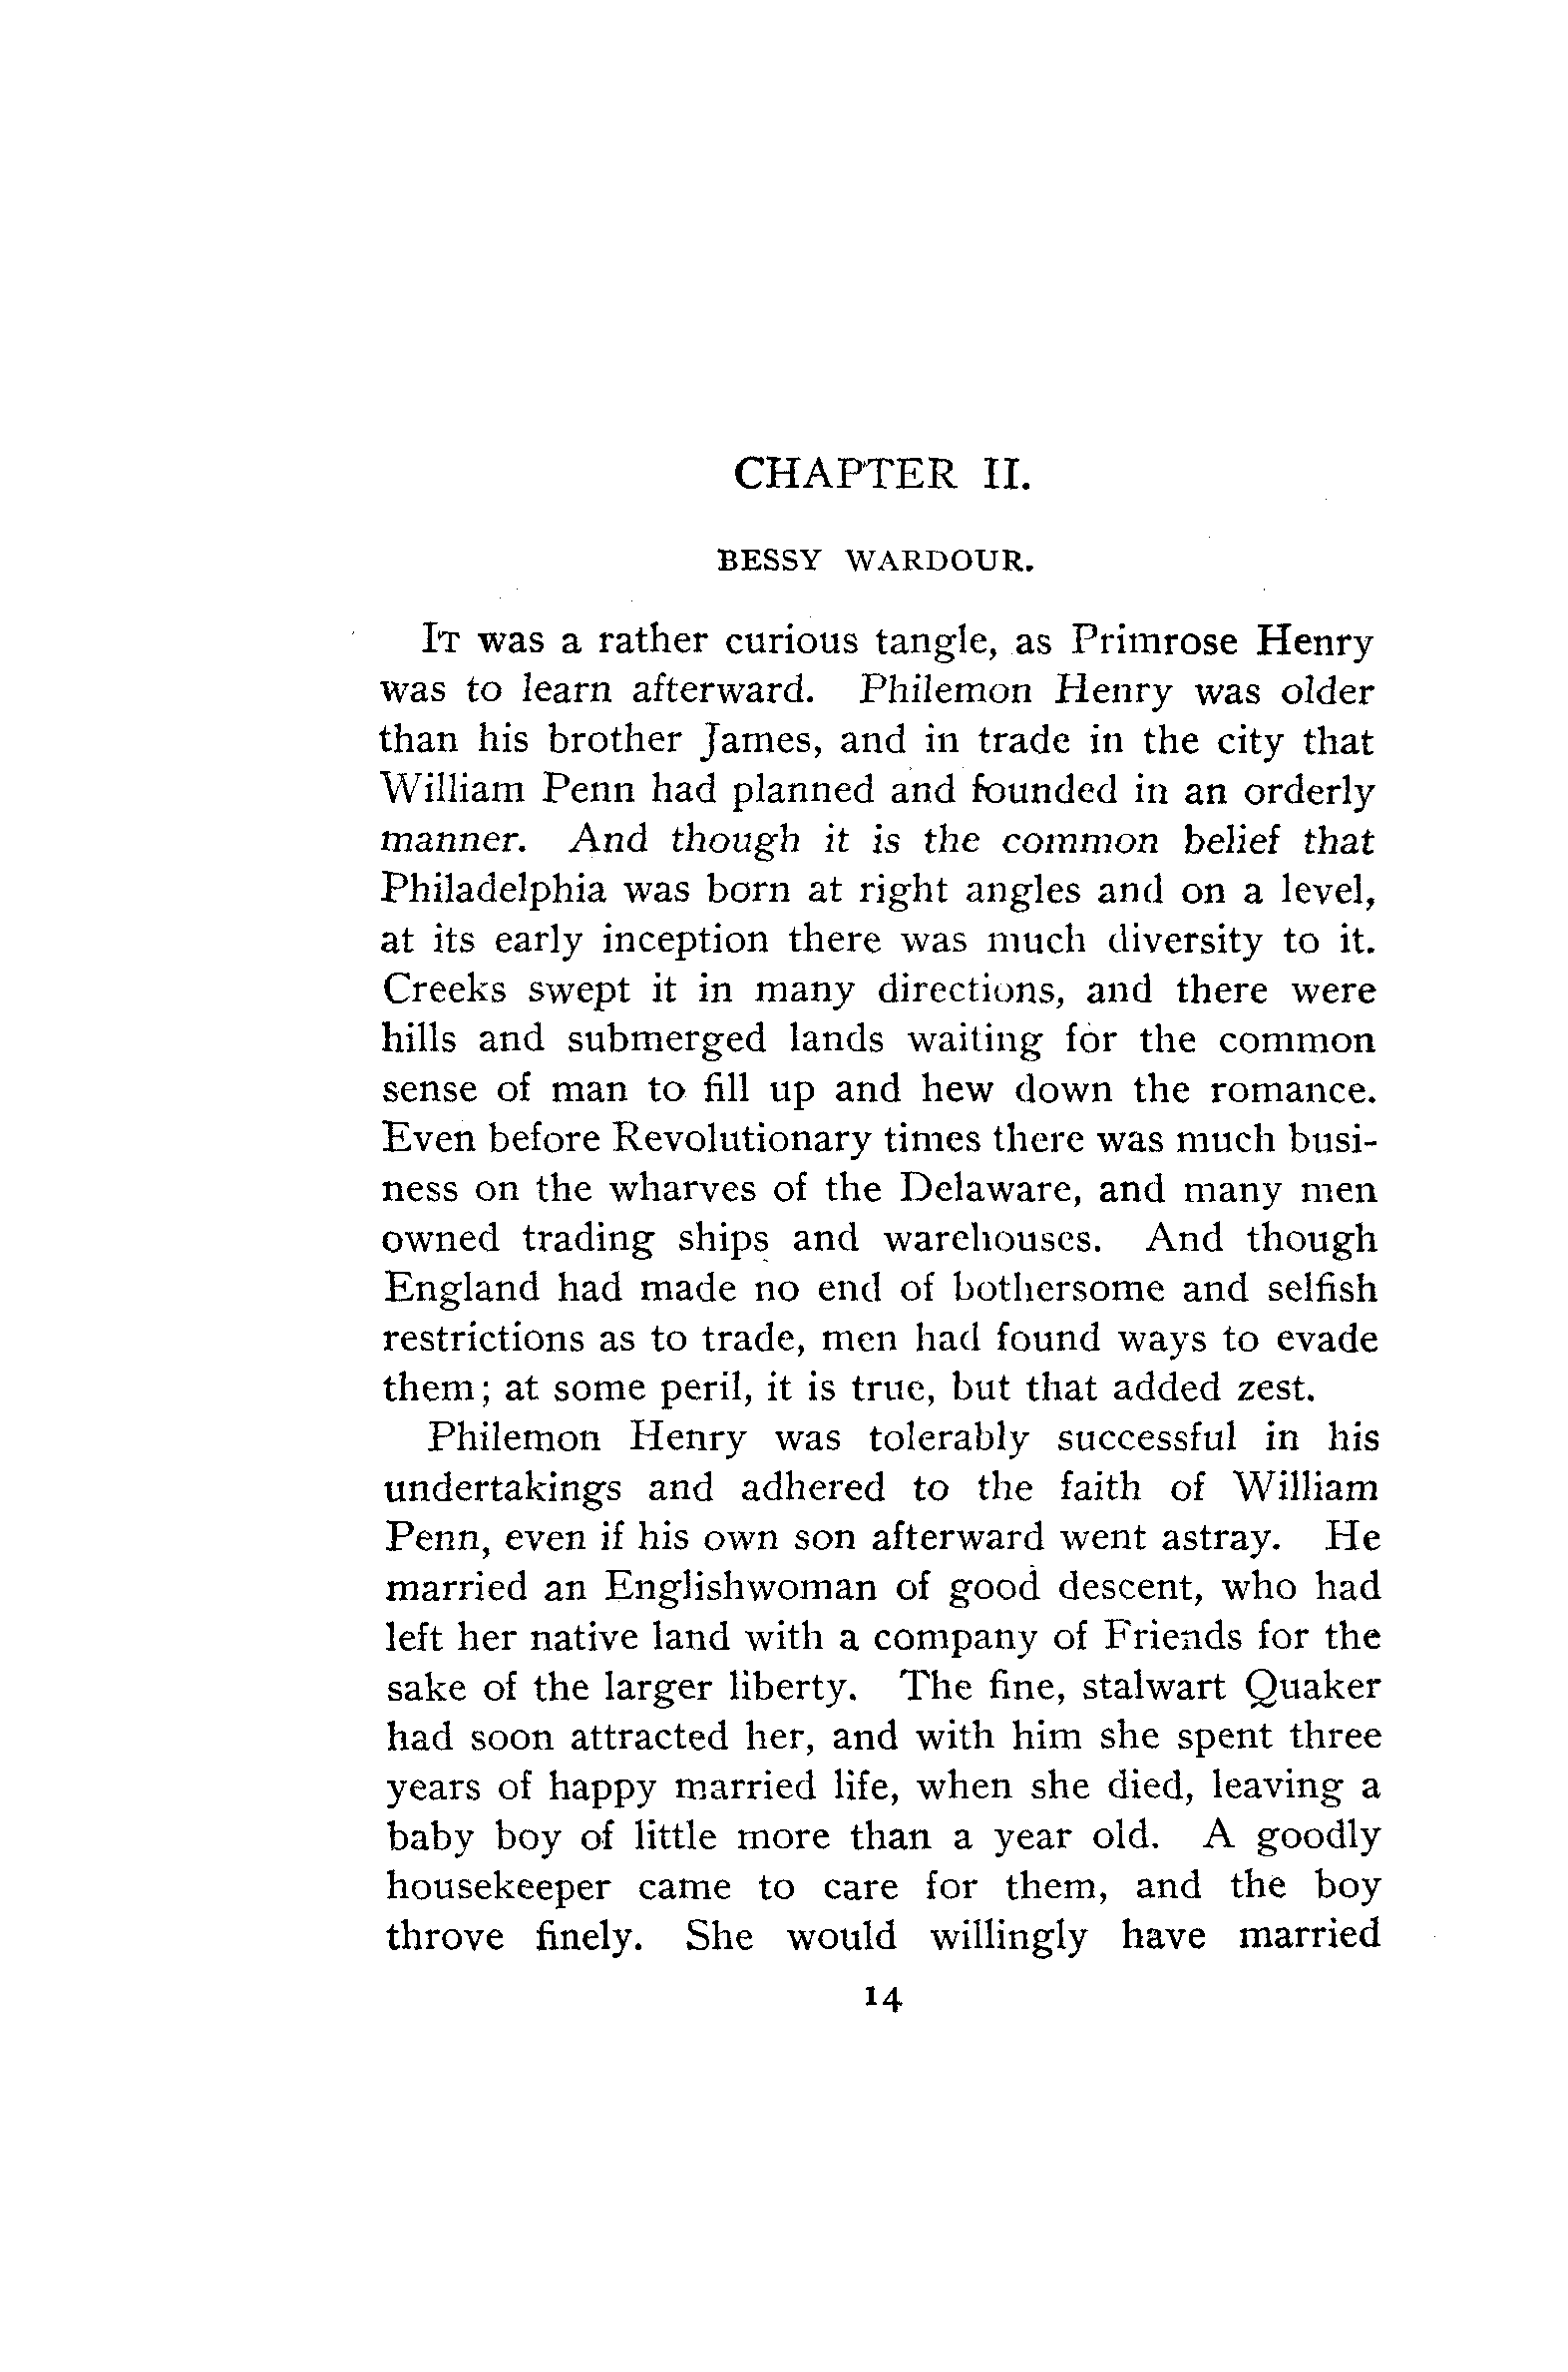 CHAPTER II.
BESSY WARDOUR.
IT was a rather curious tangle, as Primrose Henry
was to learn afterward. Philemon Henry was older
than his brother James, and in trade in the city that
William Penn had planned and founded in an orderly
manner. And though it is the common belief that
Philadelphia was born at right angles and on a level,
at its early inception there was much diversity to it.
Creeks swept it in many directions, and there were
hills and submerged lands waiting for the common
sense of man to fill up and hew down the romance.
Even before Revolutionary times there was much busi-
ness on the wharves of the Delaware, and many men
owned trading ships and warehouses. And though
England had made no end of bothersome and selfish
restrictions as to trade, men had found ways to evade
them; at some peril, it is true, but that added zest.
Philemon Henry was tolerably successful in his
undertakings and adhered to the faith of William
Penn, even if his own son afterward went astray. He
married an Englishwoman of good descent, who had
left her native land with a company of Friends for the
sake of the larger liberty. The fine, stalwart Quaker
had soon attracted her, and with him she spent three
years of happy married life, when she died, leaving a
baby boy of little more than a year old. A goodly
housekeeper came to care for them, and the boy
throve finely. She would willingly have married
14